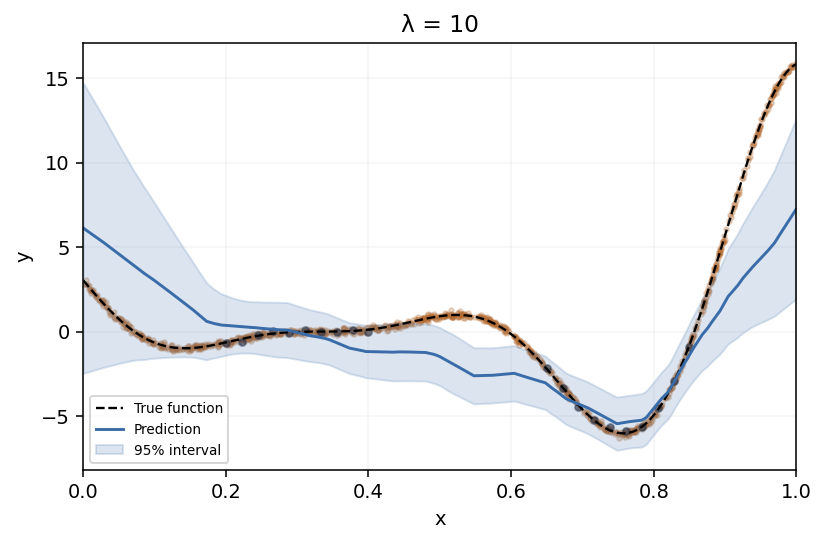 λ = 10
15
10
5
0
−5
y
True function
Prediction
95% interval
0.0
0.2
0.4
0.6
0.8
1.0
x